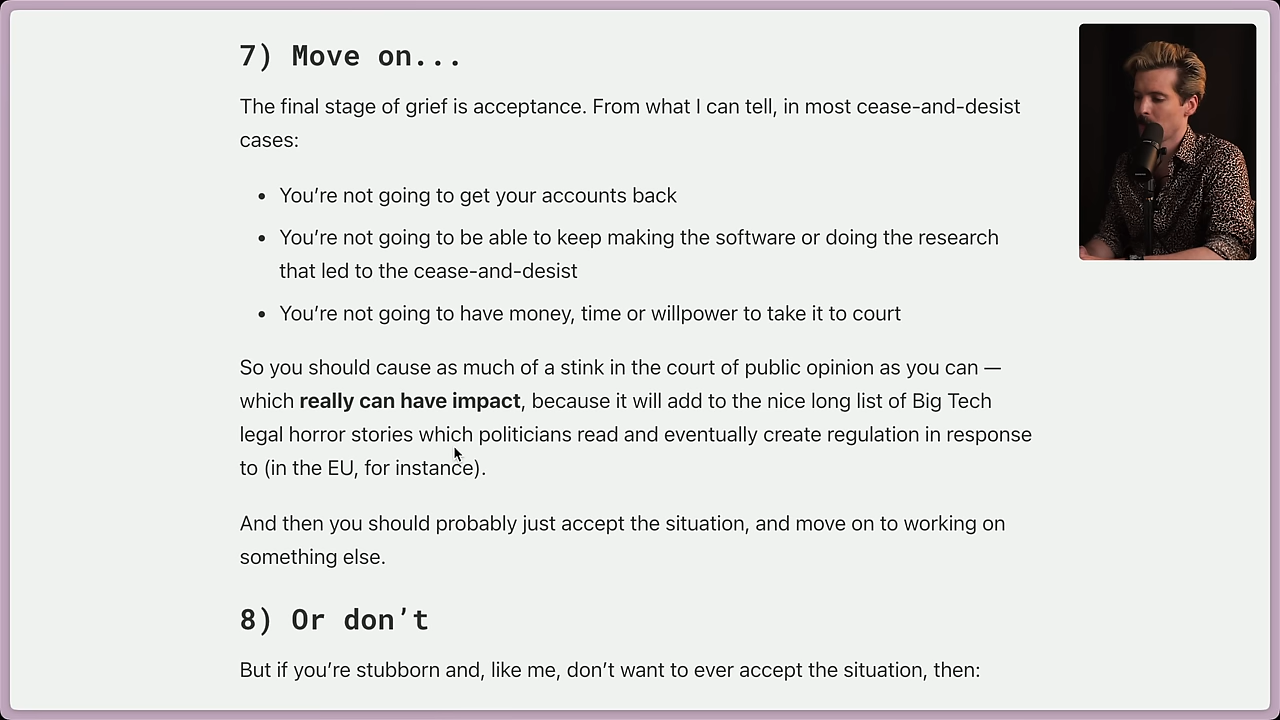 7) Move on...
The final stage of grief is acceptance. From what I can tell, in most cease-and-desist
cases:
• You’re not going to get your accounts back
• You’re not going to be able to keep making the software or doing the research
that led to the cease-and-desist
• You’re not going to have money, time or willpower to take it to court
So you should cause as much of a stink in the court of public opinion as you can —
which really can have impact, because it will add to the nice long list of Big Tech
legal horror stories which politicians read and eventually create regulation in response
to (in the EU, for instance).
And then you should probably just accept the situation, and move on to working on
something else.
8) Or don’t
But if you’re stubborn and, like me, don’t want to ever accept the situation, then: